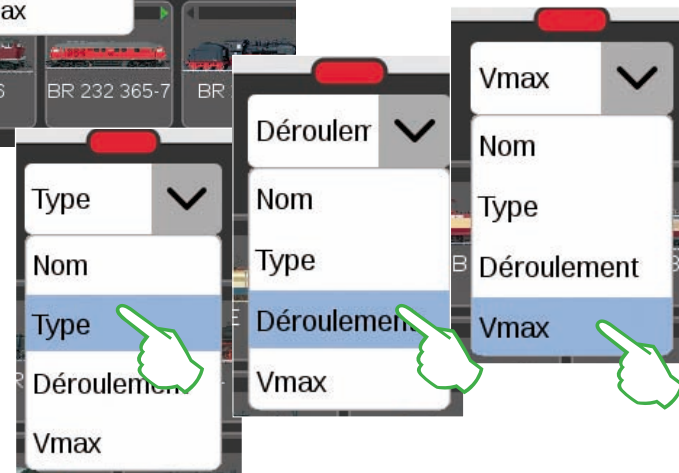 ax
6
BR 232 365-7
BR
Type
Nom
Type
Déroulement
Vmax
Déroulem
Nom
Type
Déroulement
Vmax
Vmax
Nom
Type
Déroulement
Vmax
B